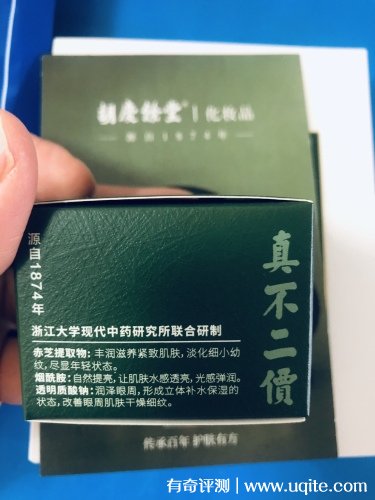 胡慶餘堂®|化妆品
源自1874年
源自1874年
真不二價
浙江大学现代中药研究所联合研制
赤芝提取物:丰润滋养紧致肌肤,淡化细小幼
纹,尽显年轻状态。
烟酰胺:自然提亮,让肌肤水感透亮,光感弹润。
透明质酸钠:润泽眼周,形成立体补水保湿的
状态,改善眼周肌肤干燥细纹。
传承百年 护肤有方
有奇评测 | www.uqite.com